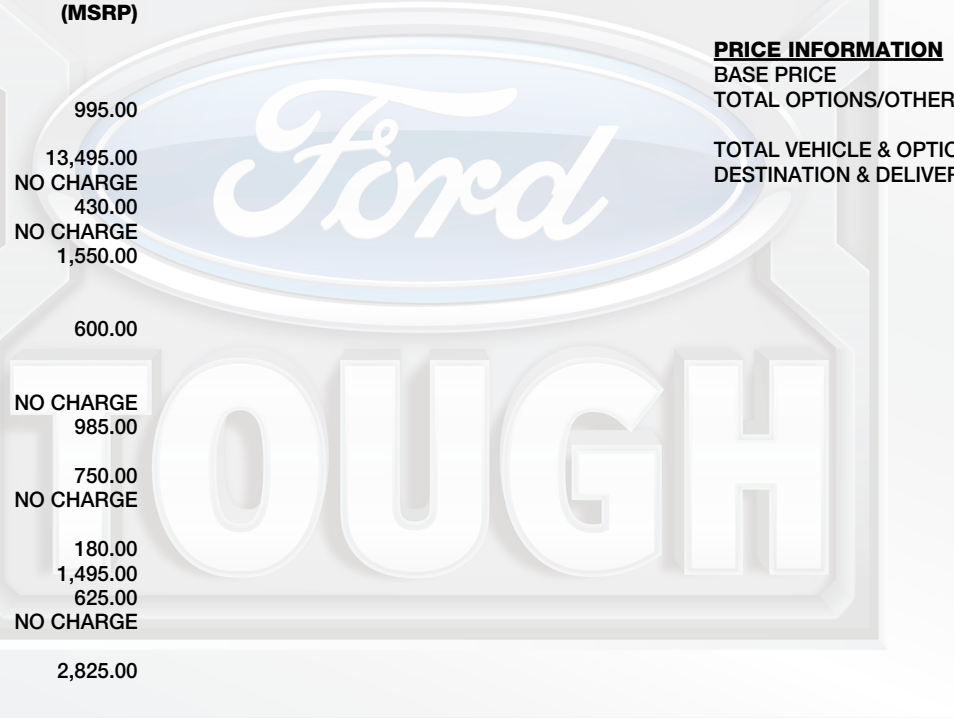 (MSRP)
995.00
13,495.00
NO CHARGE
430.00
NO CHARGE
1,550.00
600.00
NO CHARGE
985.00
750.00
NO CHARGE
180.00
1,495.00
625.00
NO CHARGE
2,825.00
PRICE INFORMATION
BASE PRICE
TOTAL OPTIONS/OTHER
TOTAL VEHICLE & OPTIO
DESTINATION & DELIVER
Ford
TOUGH